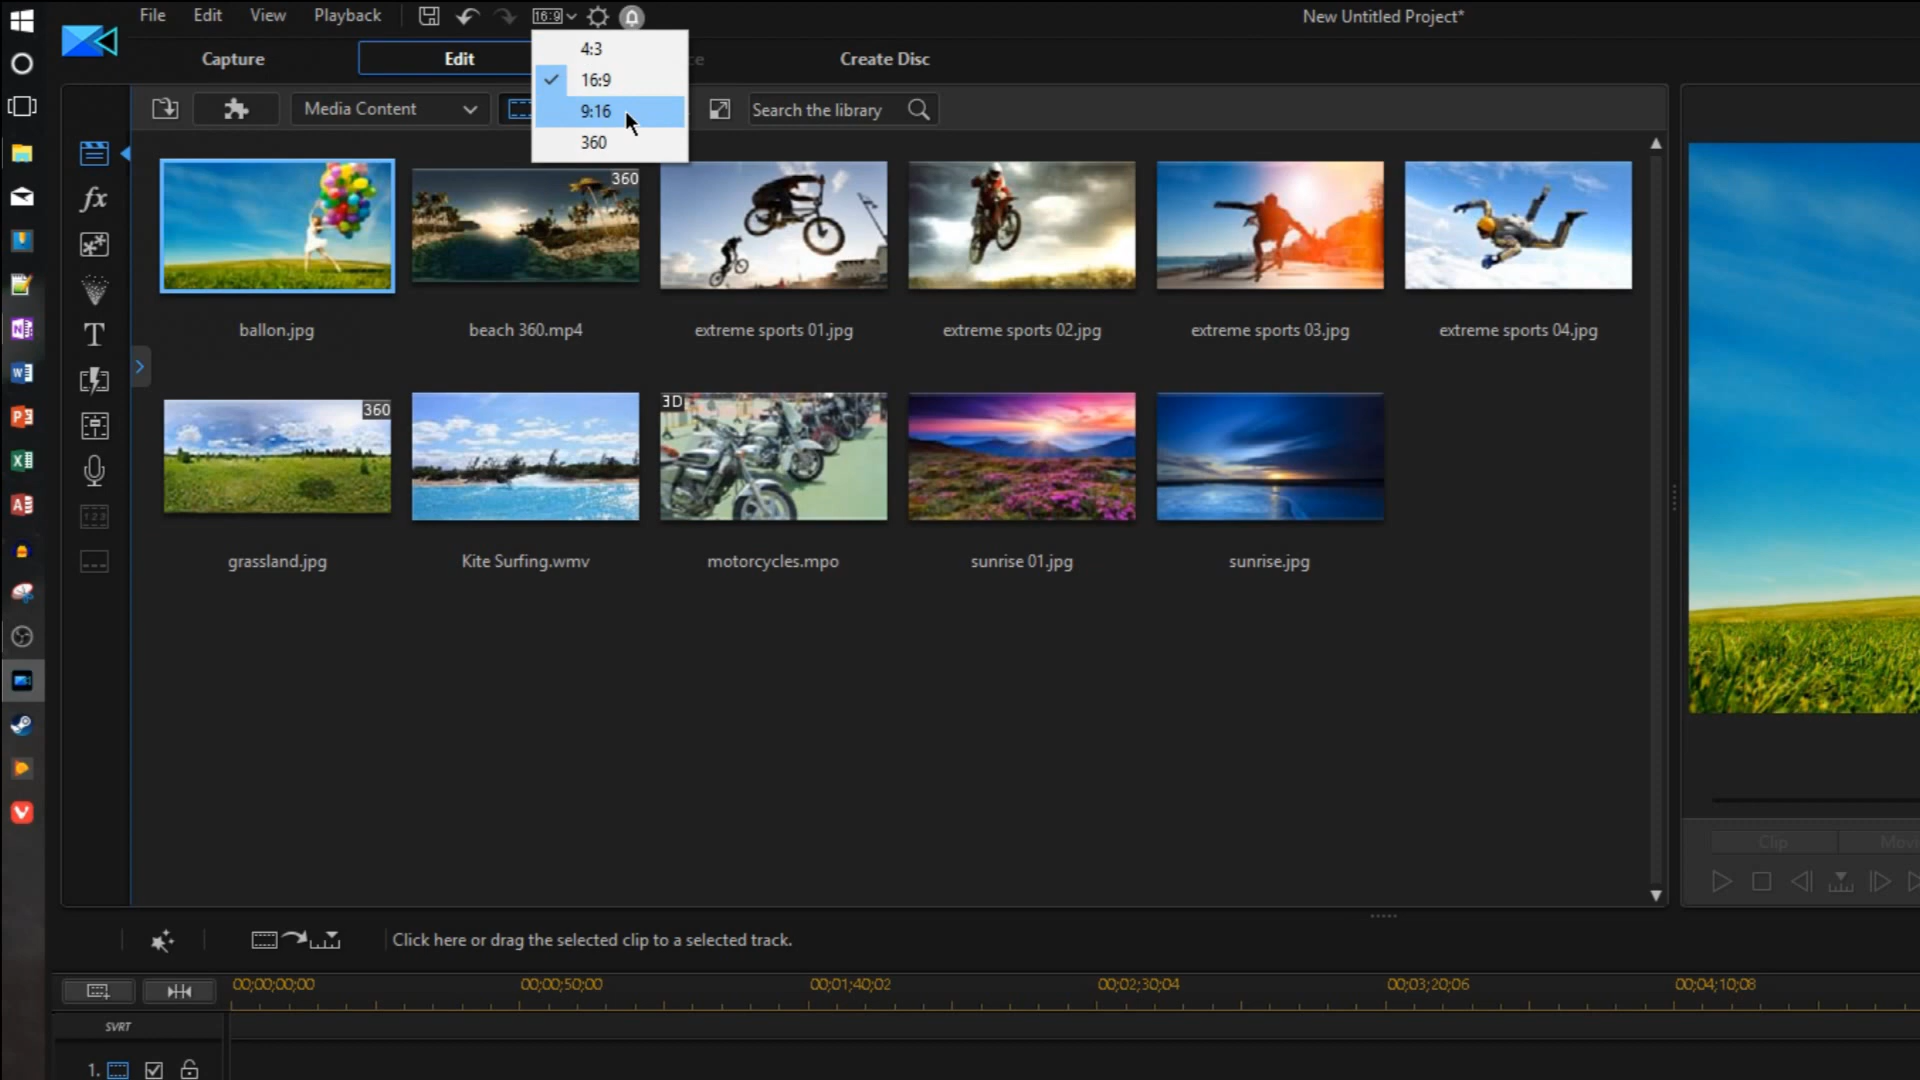 File Edit View Playback 16:9 New Untitled Project*
Capture Edit Create Disc
4:3
16:9
9:16
360
Media Content Search the library
fx
T
360
ballon.jpg beach 360.mp4 extreme sports 01.jpg extreme sports 02.jpg extreme sports 03.jpg extreme sports 04.jpg
360 3D
grassland.jpg Kite Surfing.wmv motorcycles.mpo sunrise 01.jpg sunrise.jpg
Clip
Click here or drag the selected clip to a selected track.
00;00;00;00 00;00;50;00 00;01;40;02 00;02;30;04 00;03;20;06 00;04;10;08
SVRT
1.